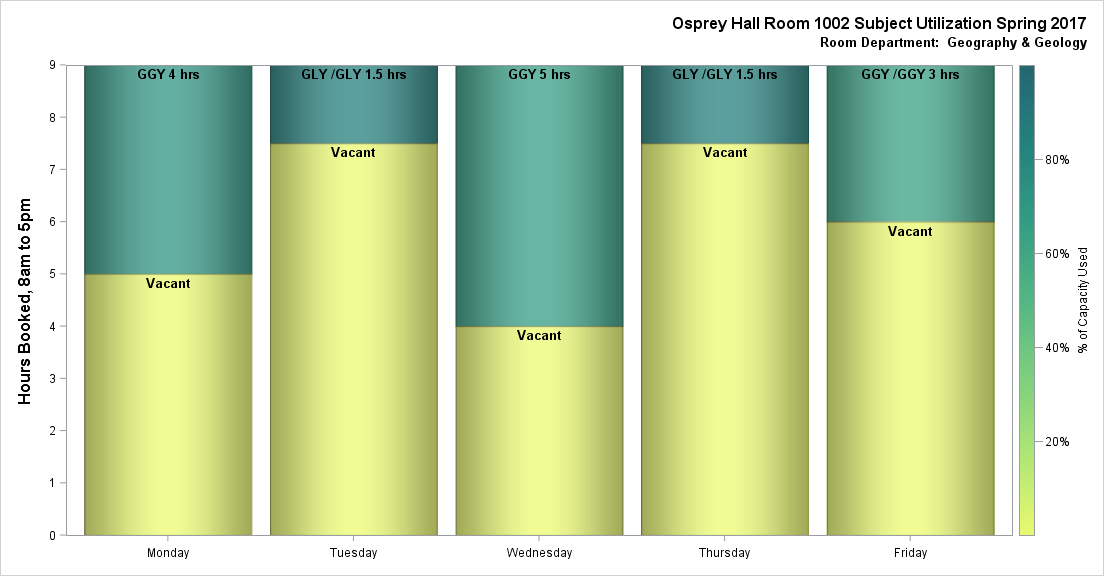 Osprey Hall Room 1002 Subject Utilization Spring 2017
Room Department:  Geography & Geology
Hours Booked, 8am to 5pm
9
8
7
6
5
4
3
2
1
0
GGY 4 hrs
Vacant
GLY /GLY 1.5 hrs
Vacant
GGY 5 hrs
Vacant
GLY /GLY 1.5 hrs
Vacant
GGY /GGY 3 hrs
Vacant
Monday
Tuesday
Wednesday
Thursday
Friday
80%
60%
40%
20%
% of Capacity Used